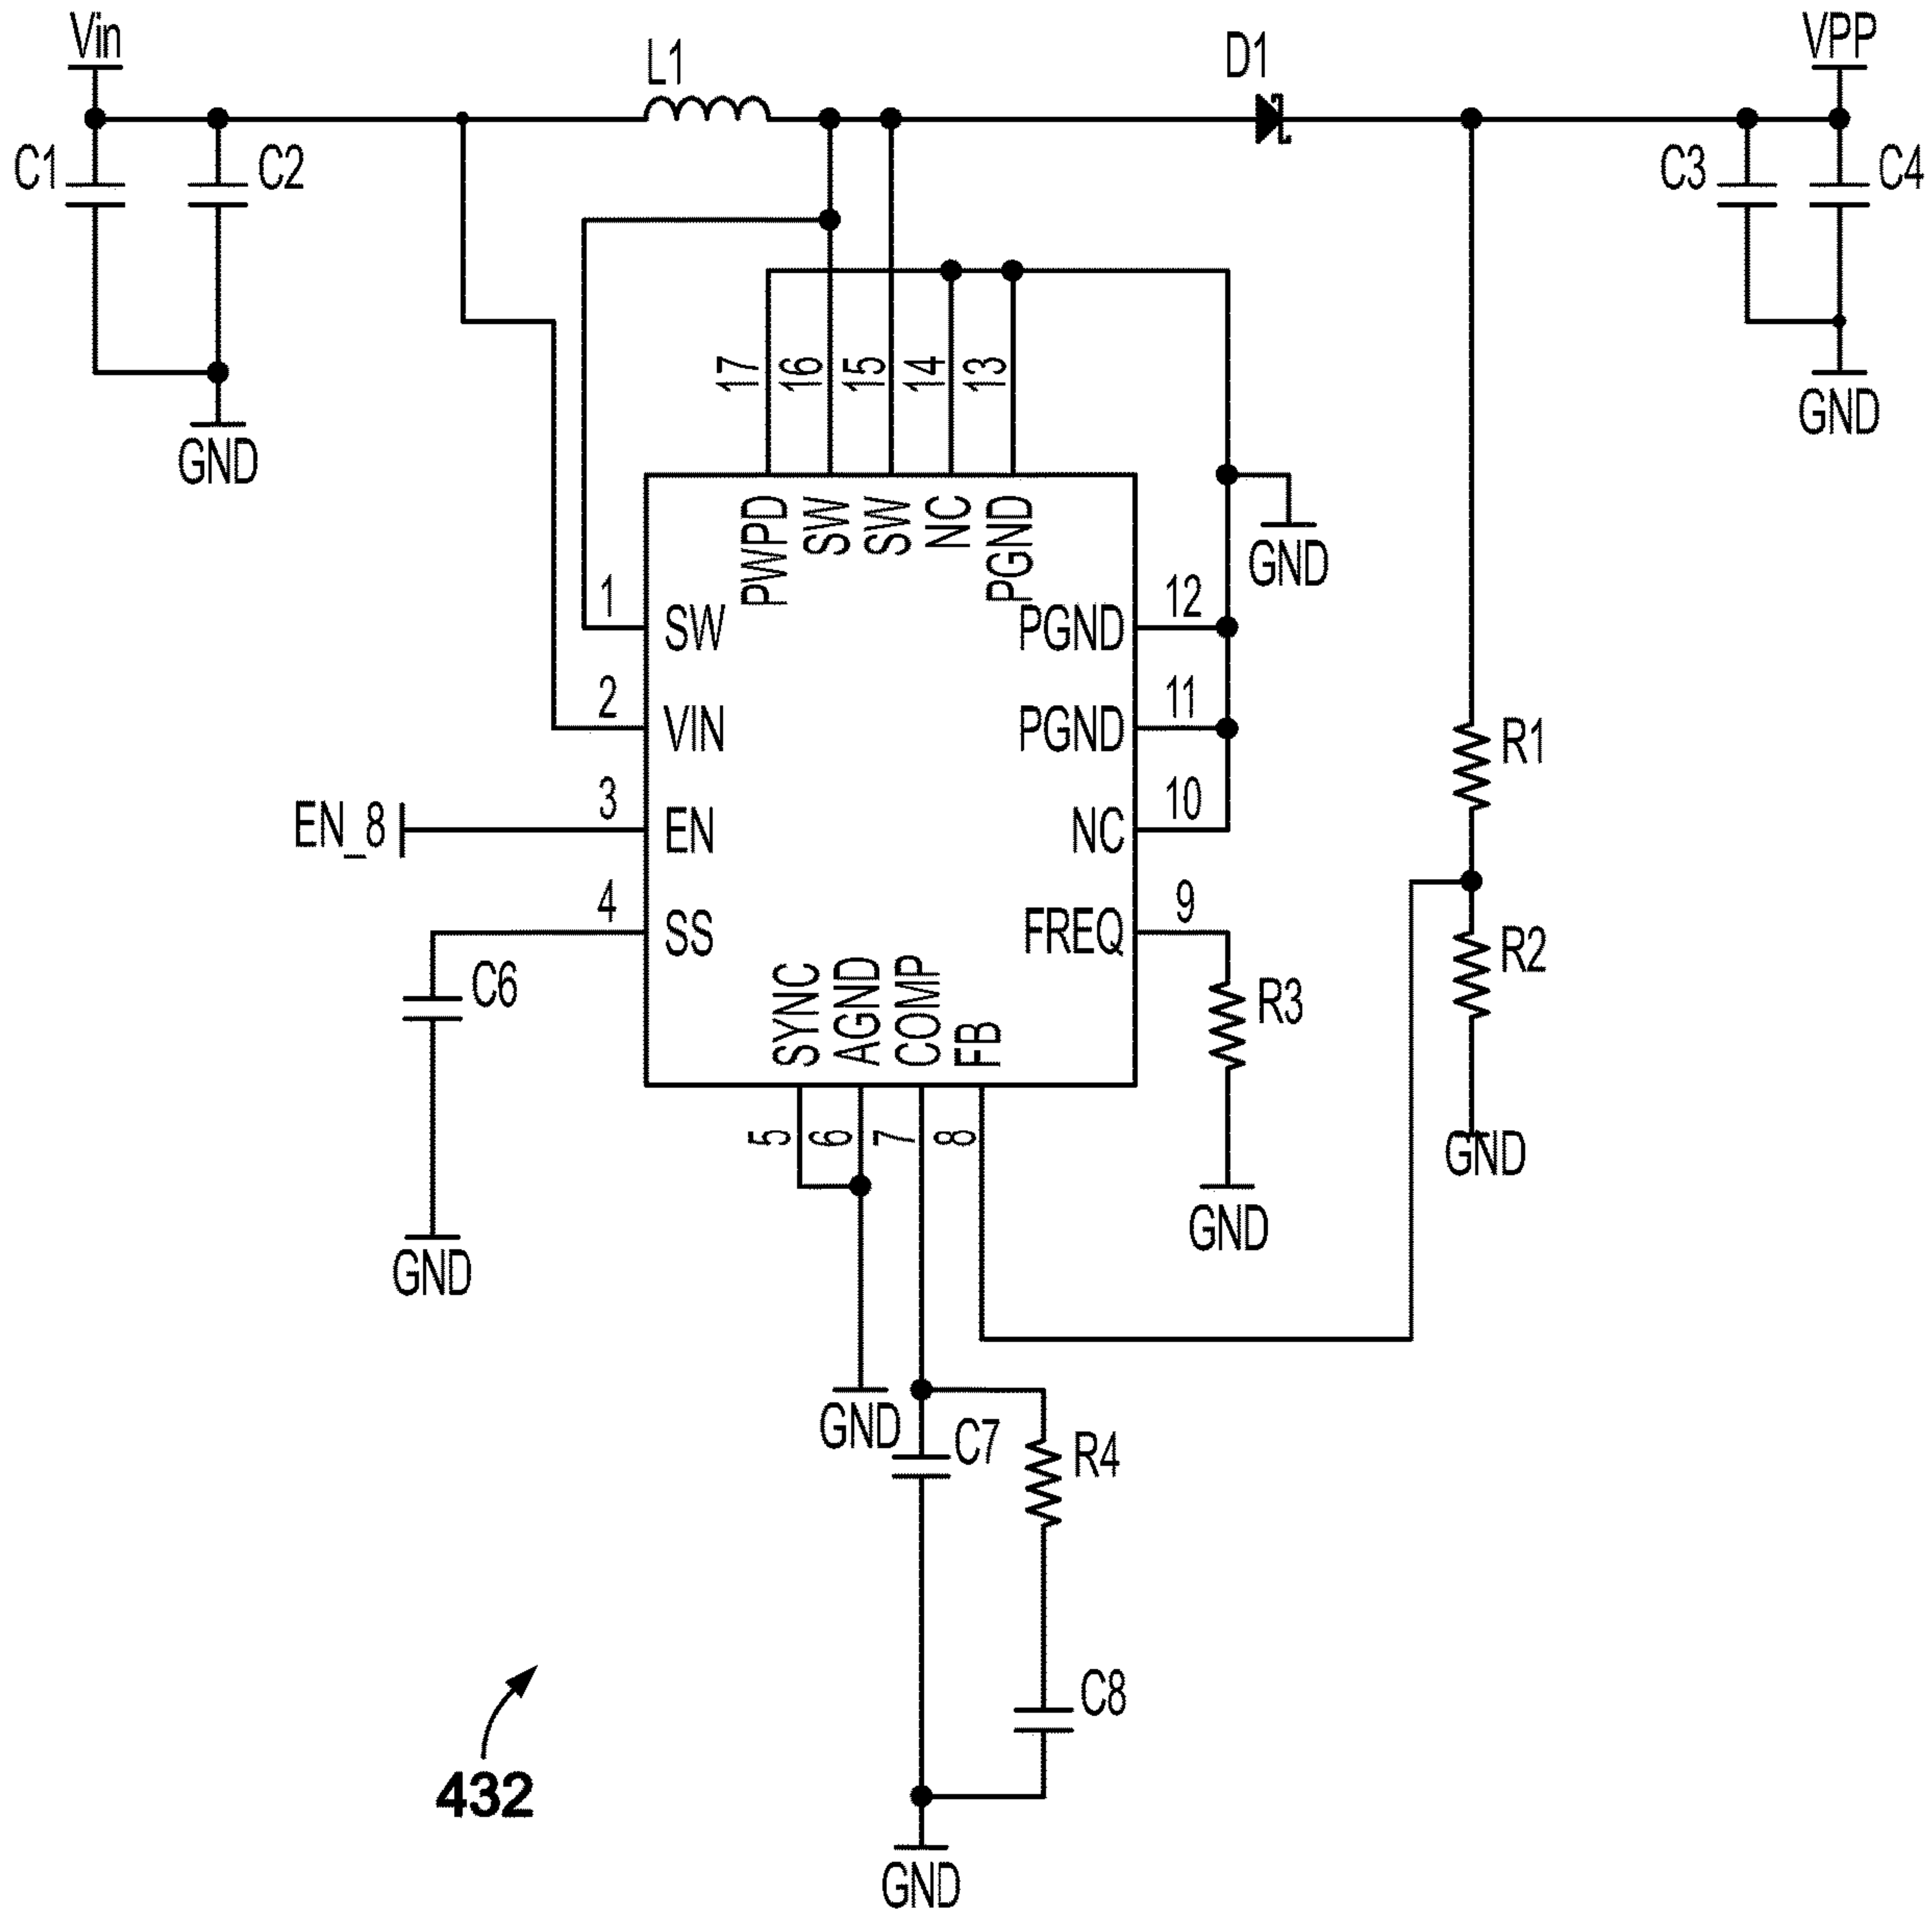 Vin
L1
D1
VPP
C1
C2
C3
C4
GND
GND
17
16
15
14
13
PWPD
SW
SW
NC
PGND
GND
1
SW
PGND
12
2
VIN
PGND
11
R1
EN_8
3
EN
NC
10
4
SS
FREQ
9
R2
C6
SYNC
AGND
COMP
FB
R3
5
6
7
8
GND
GND
GND
GND
C7
R4
C8
432
GND